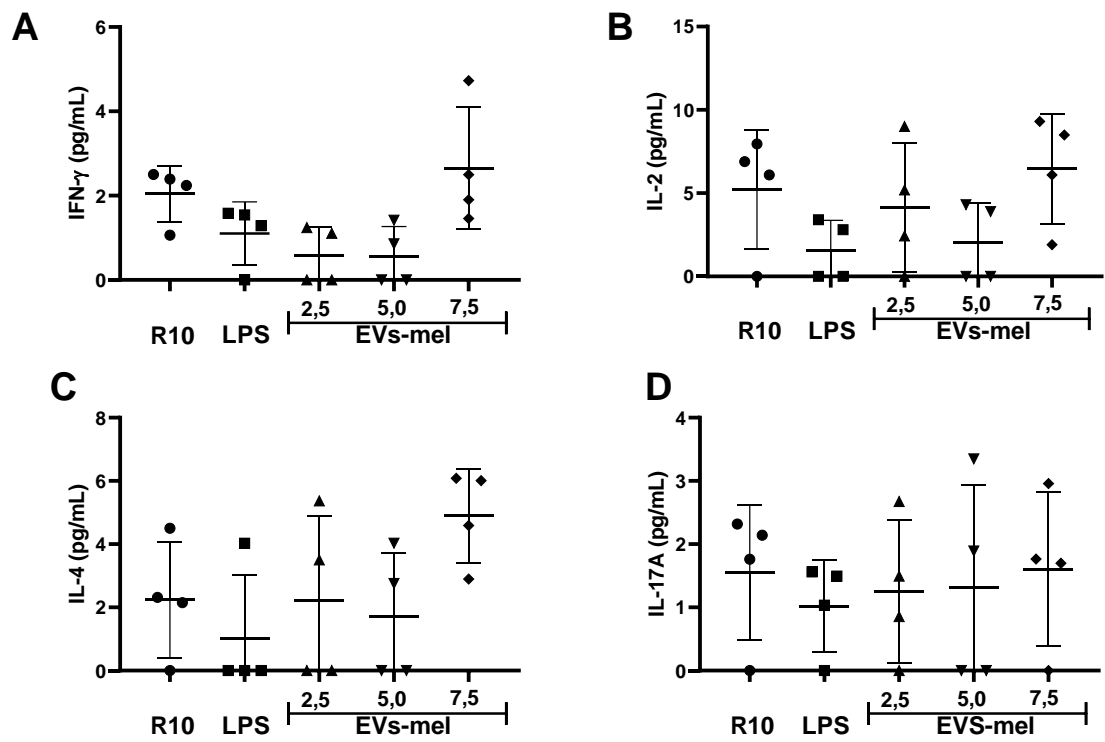 A
IFN-γ (pg/mL)
6
4
2
0
2,5 5,0 7,5
R10 LPS EVs-mel
B
IL-2 (pg/mL)
15
10
5
0
2,5 5,0 7,5
R10 LPS EVs-mel
C
IL-4 (pg/mL)
8
6
4
2
0
2,5 5,0 7,5
R10 LPS EVs-mel
D
IL-17A (pg/mL)
4
3
2
1
0
2,5 5,0 7,5
R10 LPS EVS-mel